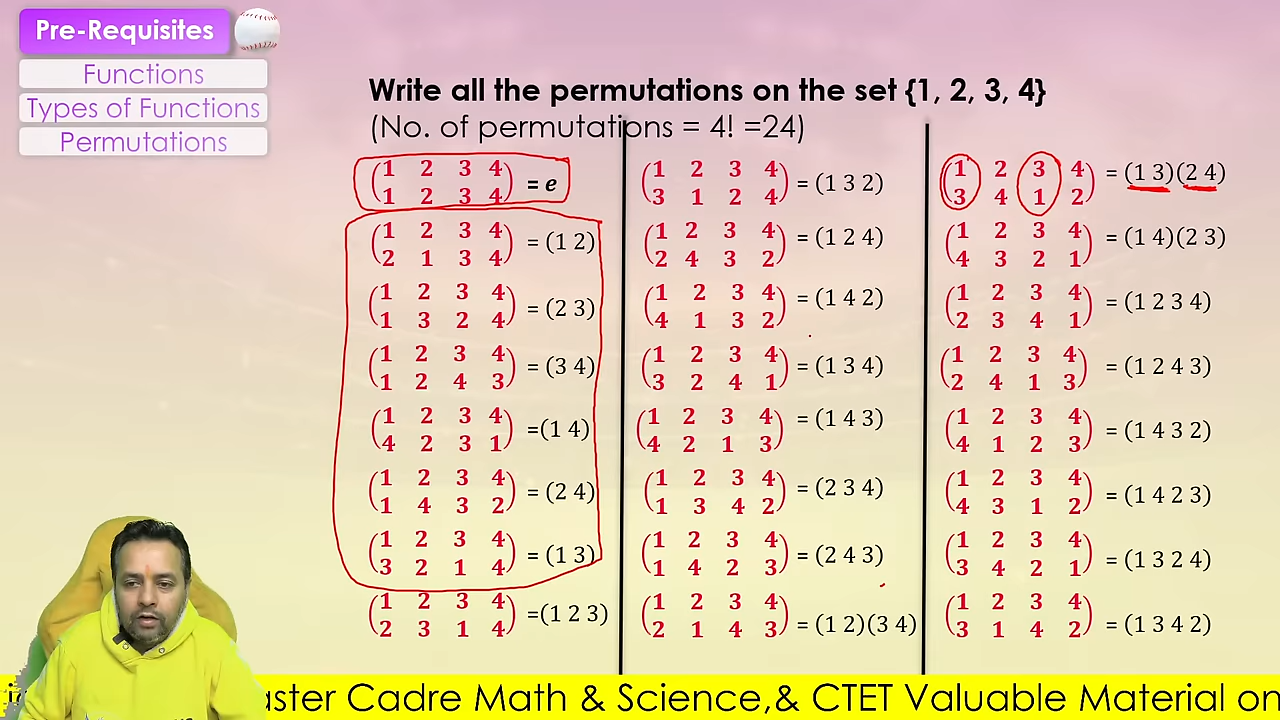 Pre-Requisites
Functions
Types of Functions
Permutations
Write all the permutations on the set {1, 2, 3, 4}
(No. of permutations = 4! =24)
(1 2 3 4
1 2 3 4) = e
(1 2 3 4
2 1 3 4) = (1 2)
(1 2 3 4
1 3 2 4) = (2 3)
(1 2 3 4
1 2 4 3) = (3 4)
(1 2 3 4
4 2 3 1) =(1 4)
(1 2 3 4
1 4 3 2) = (2 4)
(1 2 3 4
3 2 1 4) = (1 3)
(1 2 3 4
2 3 1 4) =(1 2 3)
(1 2 3 4
3 1 2 4) = (1 3 2)
(1 2 3 4
2 4 3 2) = (1 2 4)
(1 2 3 4
4 1 3 2) = (1 4 2)
(1 2 3 4
3 2 4 1) = (1 3 4)
(1 2 3 4
4 2 1 3) = (1 4 3)
(1 2 3 4
1 3 4 2) = (2 3 4)
(1 2 3 4
1 4 2 3) = (2 4 3)
(1 2 3 4
2 1 4 3) = (1 2)(3 4)
(1 2 3 4
3 4 1 2) = (1 3)(2 4)
(1 2 3 4
4 3 2 1) = (1 4)(2 3)
(1 2 3 4
2 3 4 1) = (1 2 3 4)
(1 2 3 4
2 4 1 3) = (1 2 4 3)
(1 2 3 4
4 1 2 3) = (1 4 3 2)
(1 2 3 4
4 3 1 2) = (1 4 2 3)
(1 2 3 4
3 4 2 1) = (1 3 2 4)
(1 2 3 4
3 1 4 2) = (1 3 4 2)
aster Cadre Math & Science,& CTET Valuable Material on